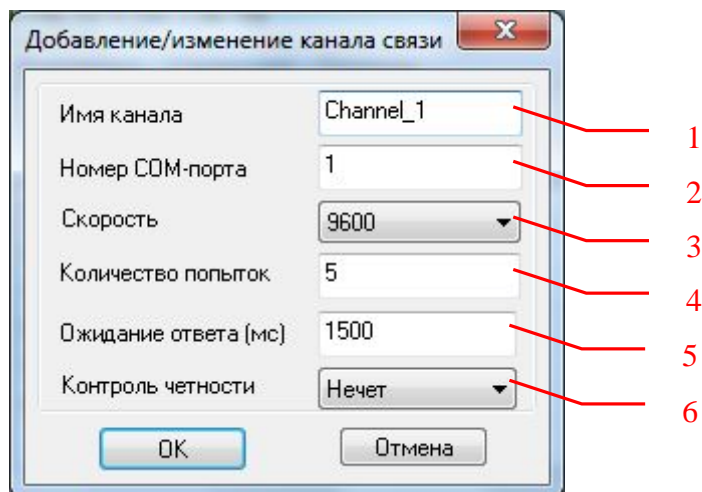 Добавление/изменение канала связи
Имя канала Channel_1 1
Номер COM-порта 1 2
Скорость 9600 3
Количество попыток 5 4
Ожидание ответа (мс) 1500 5
Контроль четности Нечет 6
OK Отмена